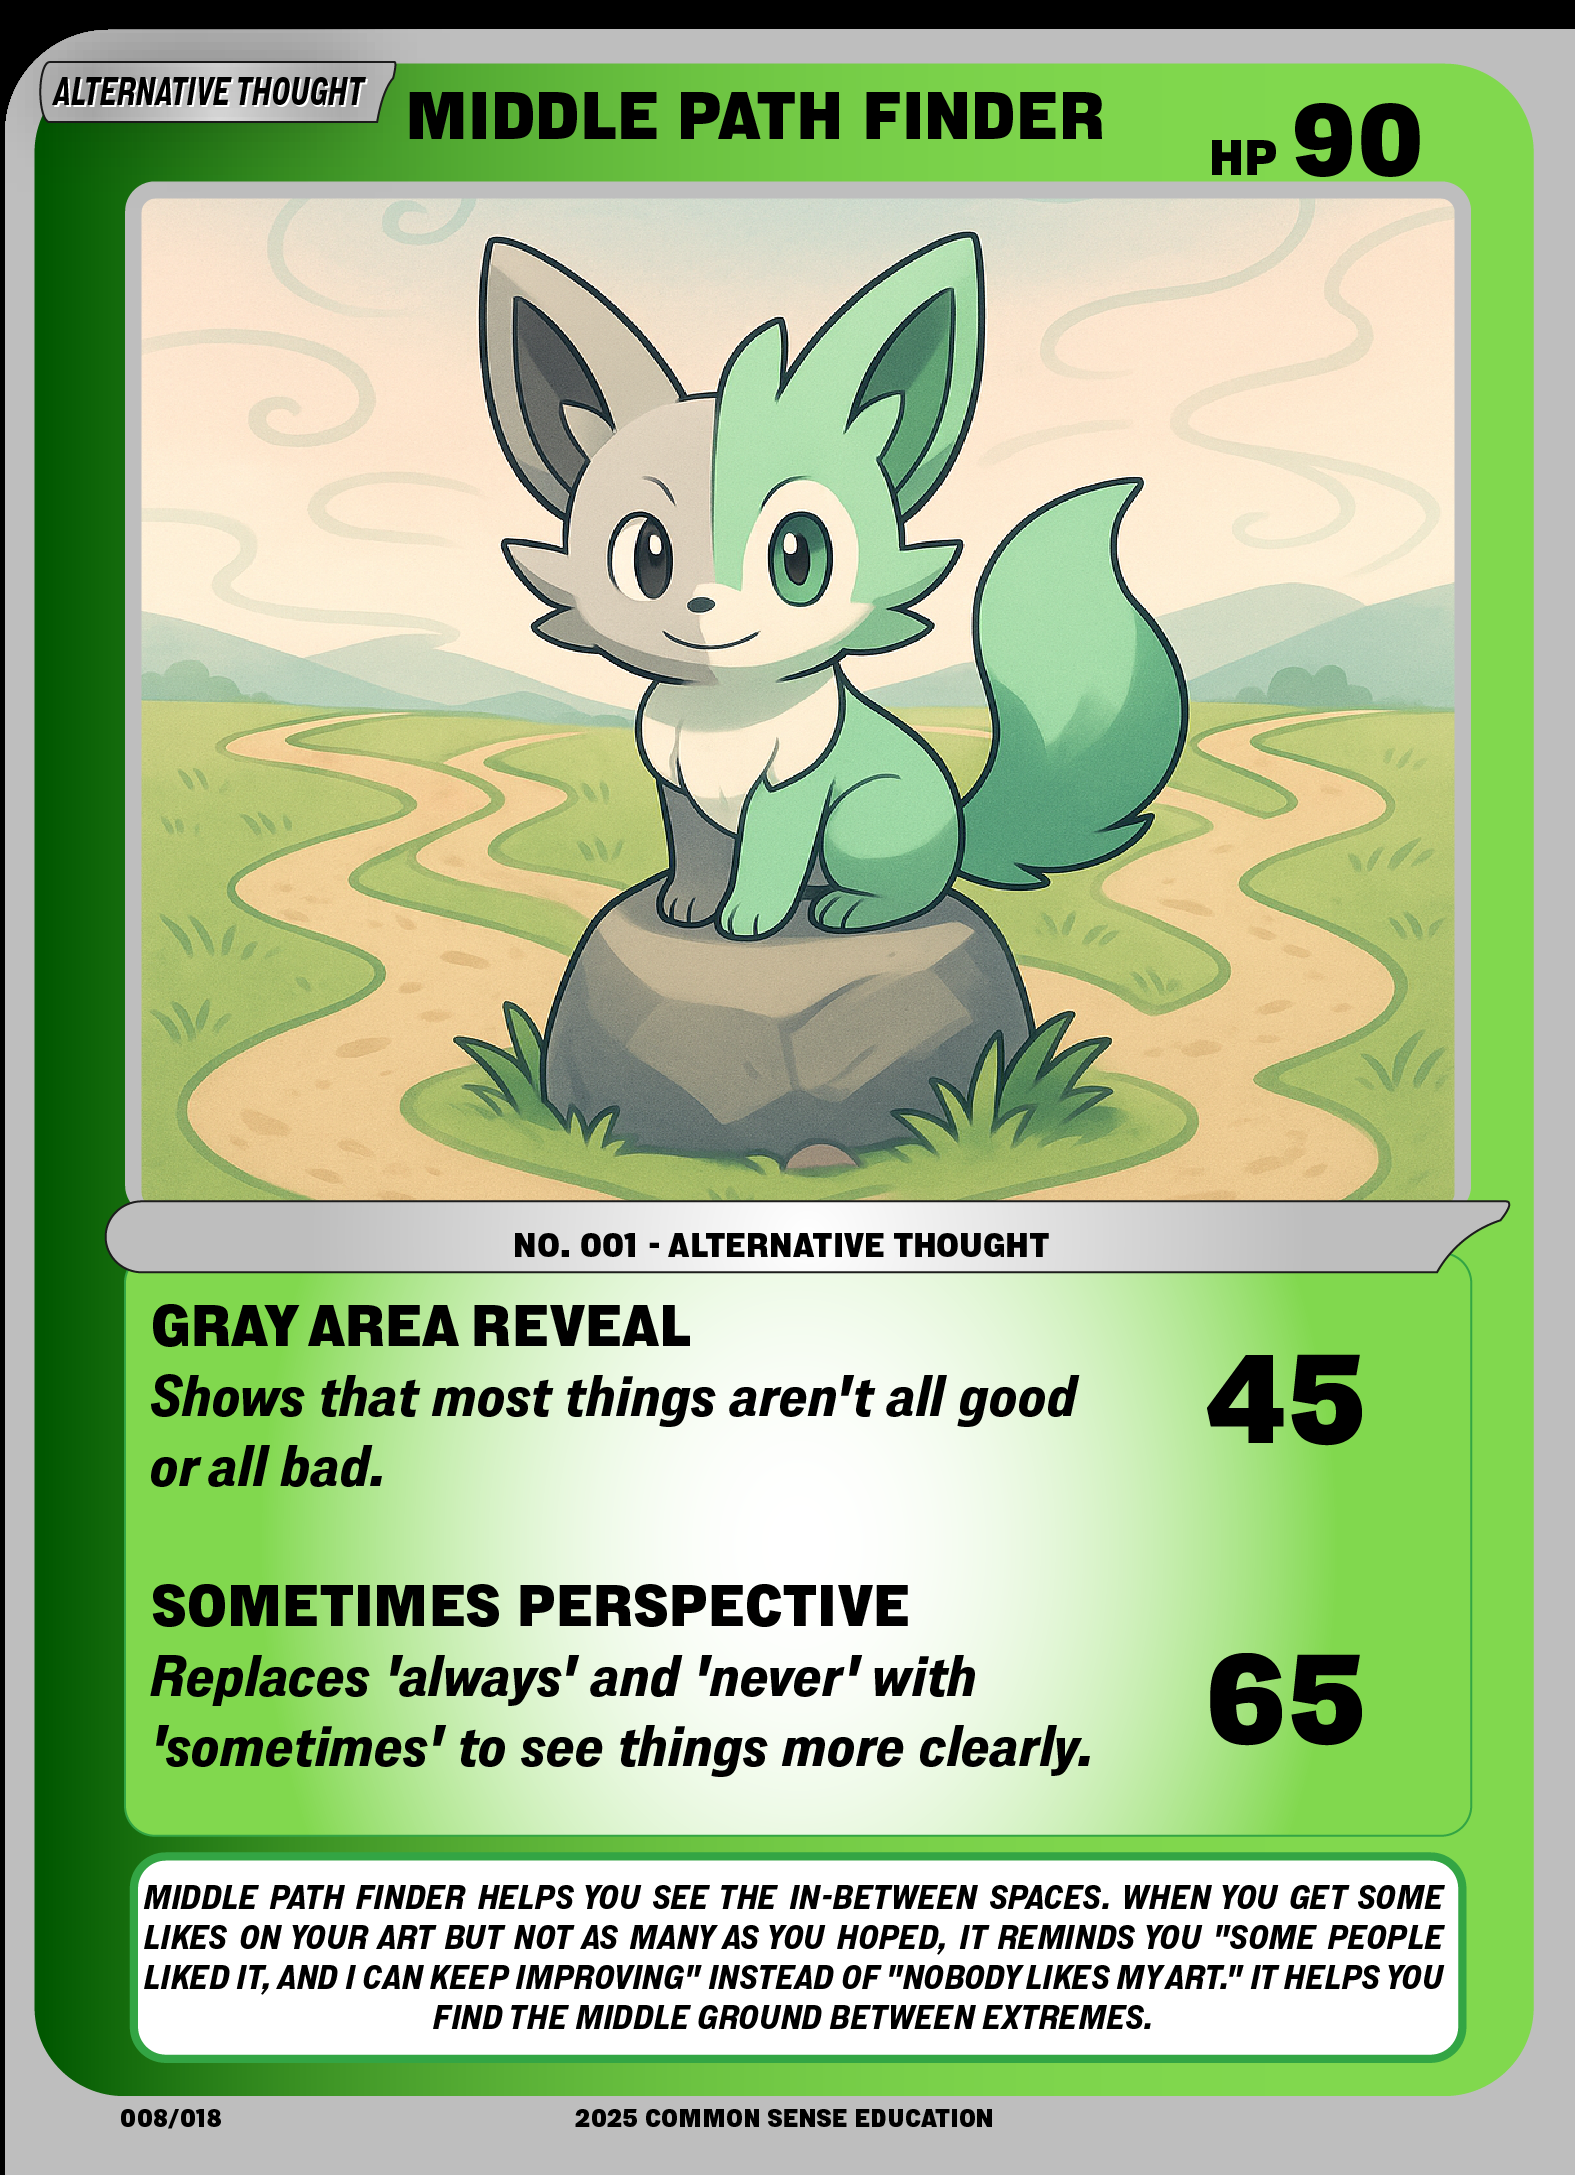 ALTERNATIVE THOUGHT
MIDDLE PATH FINDER
HP 90
NO. 001 - ALTERNATIVE THOUGHT
GRAY AREA REVEAL
Shows that most things aren't all good
or all bad.
45
SOMETIMES PERSPECTIVE
Replaces 'always' and 'never' with
'sometimes' to see things more clearly.
65
MIDDLE PATH FINDER HELPS YOU SEE THE IN-BETWEEN SPACES. WHEN YOU GET SOME
LIKES ON YOUR ART BUT NOT AS MANY AS YOU HOPED, IT REMINDS YOU "SOME PEOPLE
LIKED IT, AND I CAN KEEP IMPROVING" INSTEAD OF "NOBODY LIKES MY ART." IT HELPS YOU
FIND THE MIDDLE GROUND BETWEEN EXTREMES.
008/018
2025 COMMON SENSE EDUCATION